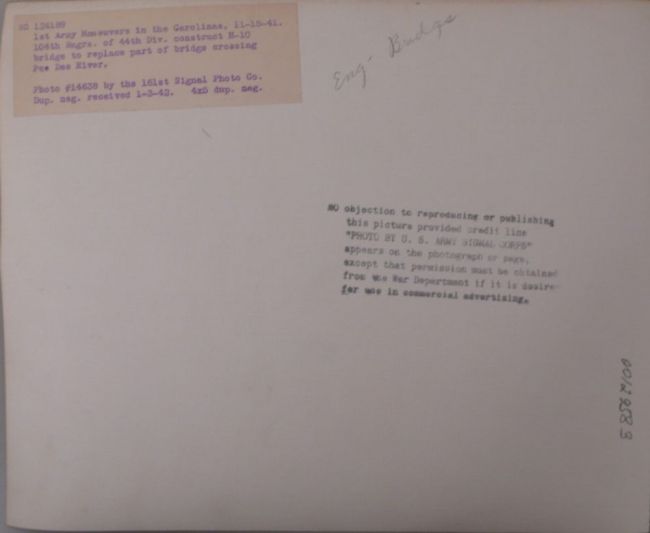 SC 124189
1st Army Maneuvers in the Carolinas, 11-15-41.
104th Engrs. of 44th Div. construct H-10
bridge to replace part of bridge crossing
Pee Dee River.
Photo #14638 by the 161st Signal Photo Co.
Dup. neg. received 1-3-42. 4x5 dup. neg.
Eng. Bridge
NO objection to reproducing or publishing
this picture provided credit line
"PHOTO BY U. S. ARMY SIGNAL CORPS"
appears on the photograph or page,
except that permission must be obtained
from the War Department if it is desire
for use in commercial advertising.